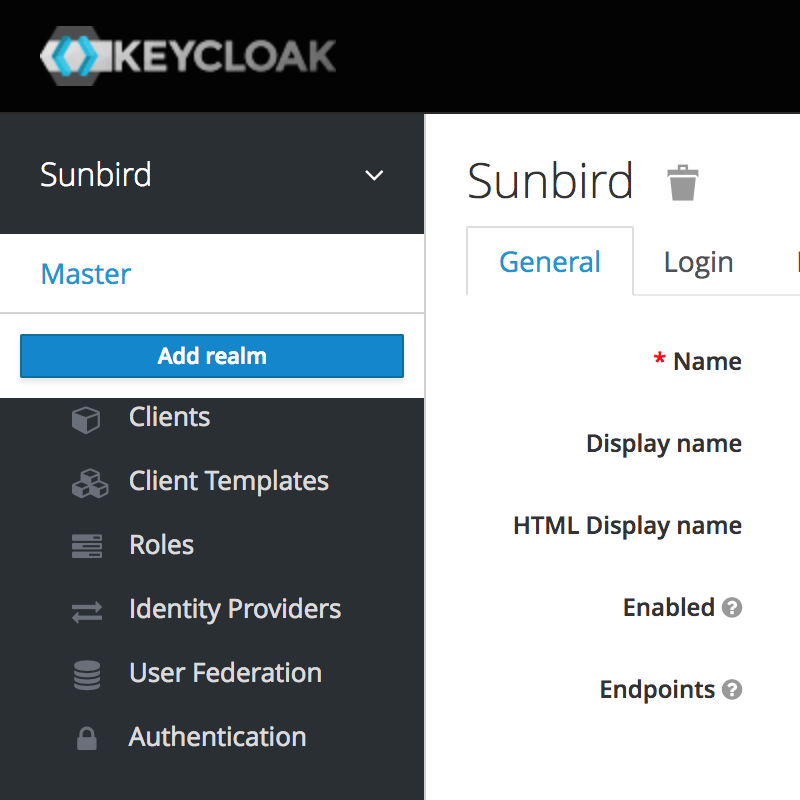 KEYCLOAK
Sunbird
Master
Add realm
Clients
Client Templates
Roles
Identity Providers
User Federation
Authentication
Sunbird
General Login
* Name
Display name
HTML Display name
Enabled ?
Endpoints ?